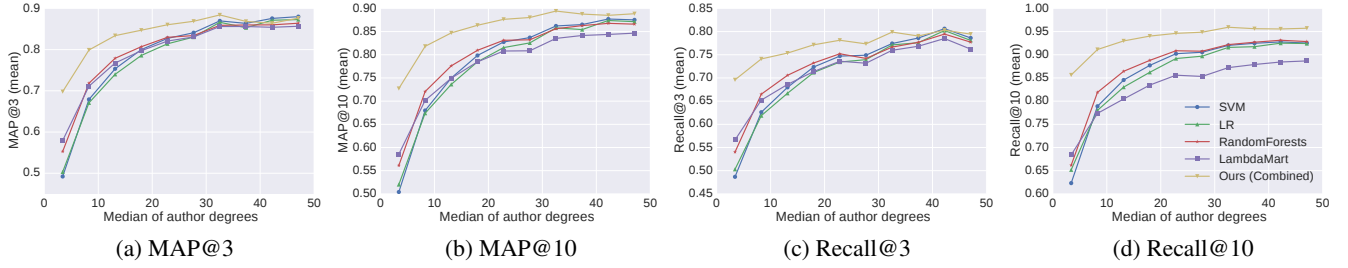 MAP@3 (mean)
0.9
0.8
0.7
0.6
0.5
0 10 20 30 40 50
Median of author degrees
(a) MAP@3
MAP@10 (mean)
0.90
0.85
0.80
0.75
0.70
0.65
0.60
0.55
0.50
0 10 20 30 40 50
Median of author degrees
(b) MAP@10
Recall@3 (mean)
0.90
0.85
0.80
0.75
0.70
0.65
0.60
0.55
0.50
0.45
0 10 20 30 40 50
Median of author degrees
(c) Recall@3
Recall@10 (mean)
1.00
0.95
0.90
0.85
0.80
0.75
0.70
0.65
0.60
SVM
LR
RandomForests
LambdaMart
Ours (Combined)
0 10 20 30 40 50
Median of author degrees
(d) Recall@10